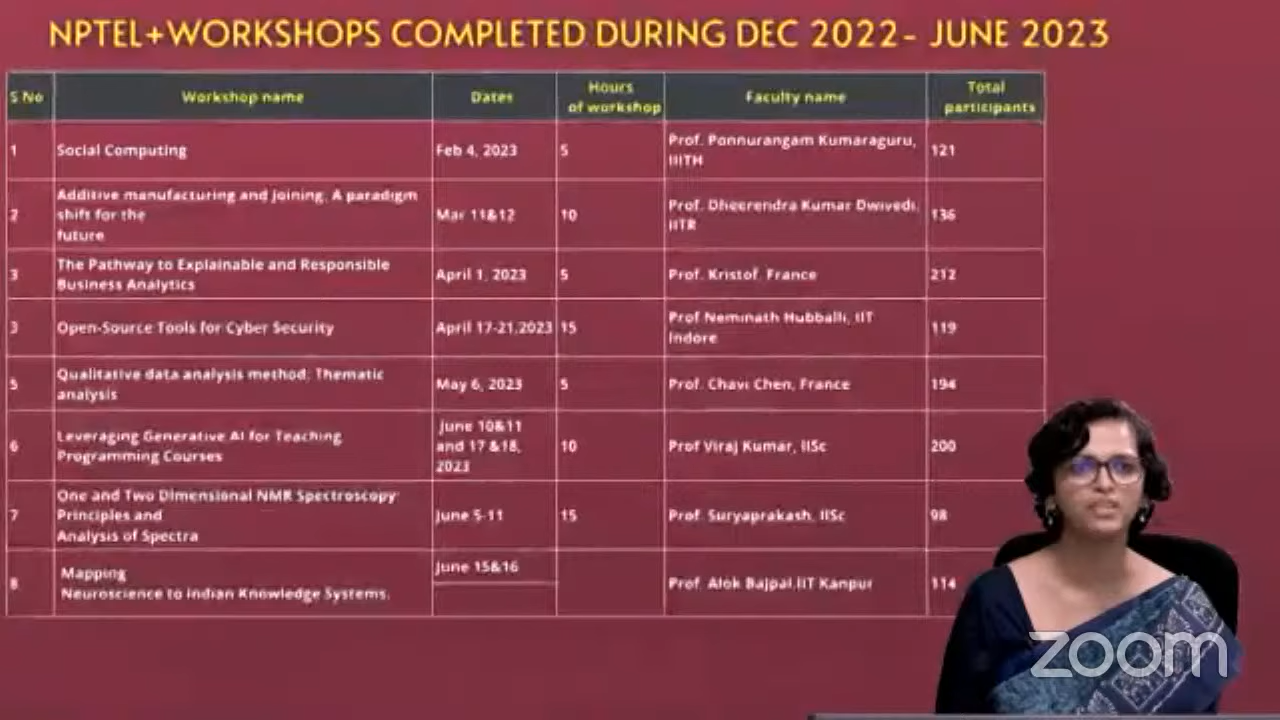 NPTEL+WORKSHOPS COMPLETED DURING DEC 2022- JUNE 2023
S No Workshop name Dates Hours of workshop Faculty name Total participants
1 Social Computing Feb 4, 2023 5 Prof. Ponnurangam Kumaraguru, IIITH 121
2 Additive manufacturing and Joining: A paradigm shift for the future Mar 11&12 10 Prof. Dheerendra Kumar Dwivedi, IITR 136
3 The Pathway to Explainable and Responsible Business Analytics April 1, 2023 5 Prof. Kristof, France 212
3 Open-Source Tools for Cyber Security April 17-21,2023 15 Prof Neminath Hubballi, IIT Indore 119
5 Qualitative data analysis method: Thematic analysis May 6, 2023 5 Prof. Chavi Chen, France 194
6 Leveraging Generative AI for Teaching Programming Courses June 10&11 and 17 &18, 2023 10 Prof Viraj Kumar, IISc 200
7 One and Two Dimensional NMR Spectroscopy Principles and Analysis of Spectra June 5-11 15 Prof. Suryaprakash, IISc 98
8 Mapping Neuroscience to Indian Knowledge Systems. June 15&16 Prof. Alok Bajpai,IIT Kanpur 114
zoom